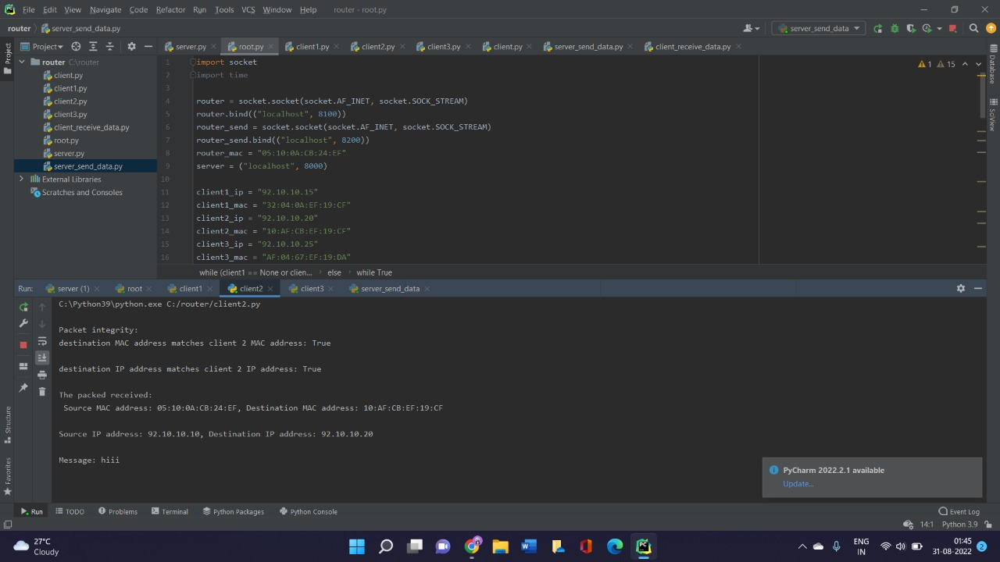 PC File Edit View Navigate Code Refactor Run Tools VCS Window Help router - root.py
router server_send_data.py server_send_data
Project server.py root.py client1.py client2.py client3.py client.py server_send_data.py client_receive_data.py
Project
router C:\router
client.py
client1.py
client2.py
client3.py
client_receive_data.py
root.py
server.py
server_send_data.py
External Libraries
Scratches and Consoles
1 import socket
2 import time
3
4 router = socket.socket(socket.AF_INET, socket.SOCK_STREAM)
5 router.bind(("localhost", 8100))
6 router_send = socket.socket(socket.AF_INET, socket.SOCK_STREAM)
7 router_send.bind(("localhost", 8200))
8 router_mac = "05:10:0A:CB:24:EF"
9 server = ("localhost", 8000)
10
11 client1_ip = "92.10.10.15"
12 client1_mac = "32:04:0A:EF:19:CF"
13 client2_ip = "92.10.10.20"
14 client2_mac = "10:AF:CB:EF:19:CF"
15 client3_ip = "92.10.10.25"
16 client3_mac = "AF:04:67:EF:19:DA"
1 15
Database
SciView
while (client1 == None or clien... › else › while True
Run: server (1) root client1 client2 client3 server_send_data
C:\Python39\python.exe C:/router/client2.py
Packet integrity:
destination MAC address matches client 2 MAC address: True
destination IP address matches client 2 IP address: True
The packed received:
Source MAC address: 05:10:0A:CB:24:EF, Destination MAC address: 10:AF:CB:EF:19:CF
Source IP address: 92.10.10.10, Destination IP address: 92.10.10.20
Message: hiii
Structure
Favorites
PyCharm 2022.2.1 available
Update...
Run TODO Problems Terminal Python Packages Python Console Event Log
14:1 Python 3.9
27°C
Cloudy
W
PC
ENG
IN
01:45
31-08-2022
2